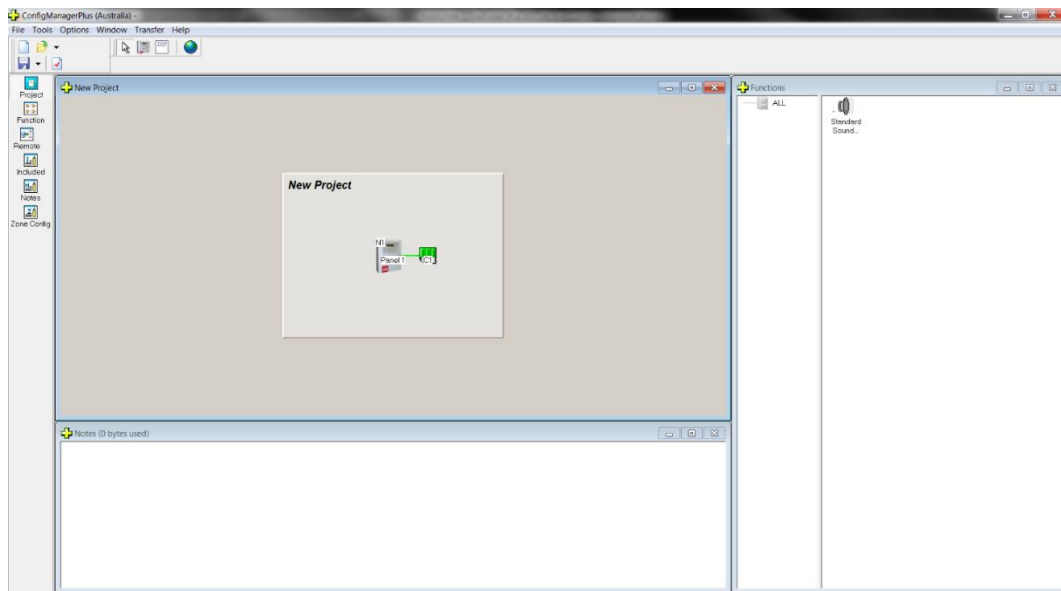 ConfigManagerPlus (Australia) -
File Tools Options Window Transfer Help
Project
Function
Remote
Included
Notes
Zone Config
New Project
New Project
N1
Panel 1
C1
Notes (0 bytes used)
Functions
ALL
Standard
Sound..